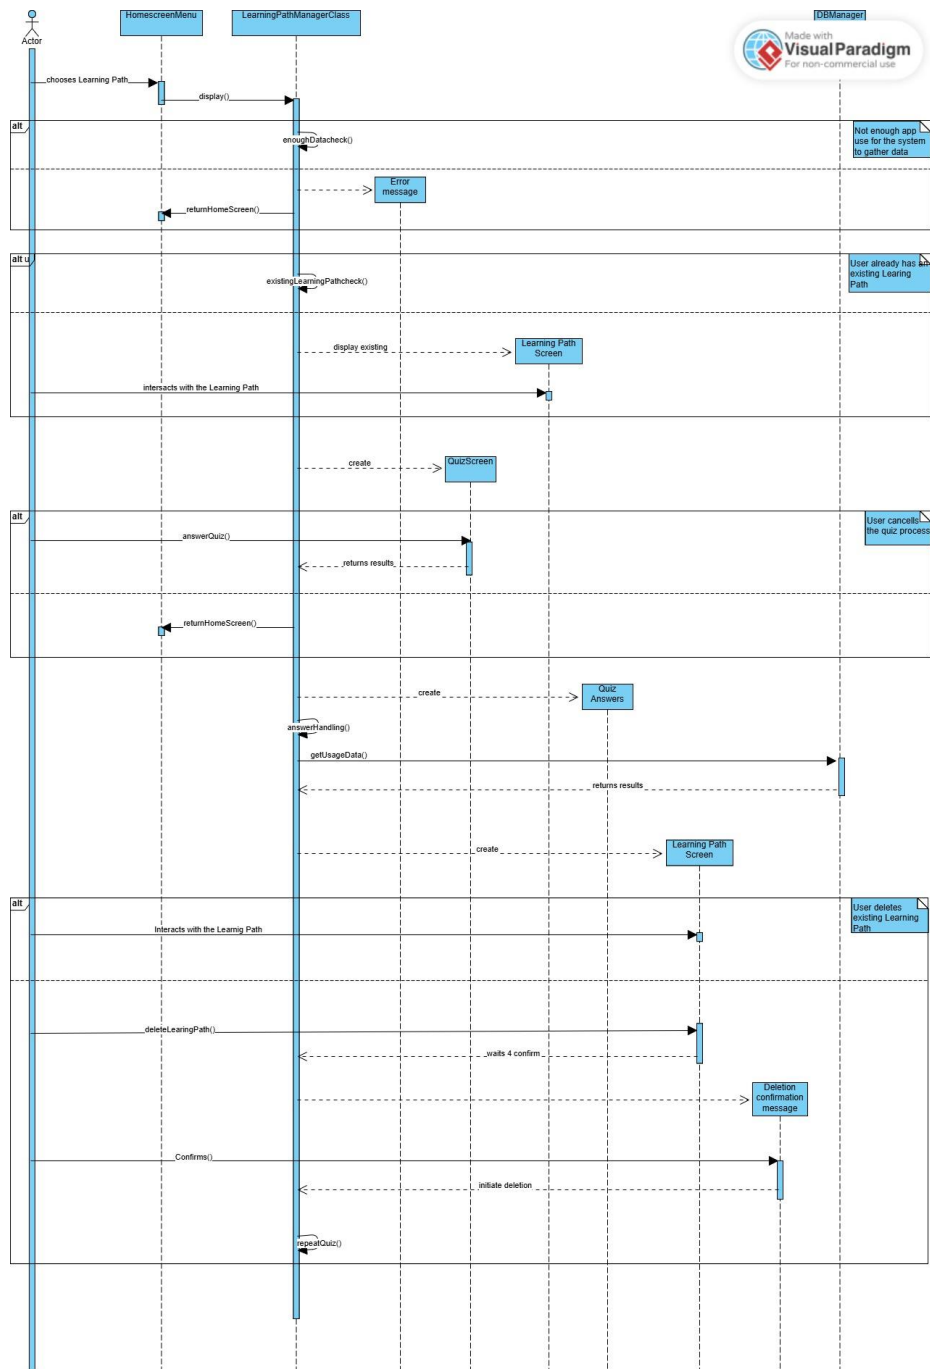 HomescreenMenu
LearningPathManagerClass
DBManager
Made with
VisualParadigm
For non-commercial use
Actor
chooses Learning Path
display()
alt
enoughDatacheck()
Not enough app
use for the system
to gather data
Error
message
returnHomeScreen()
alt u
existingLearningPathcheck()
User already has an
existing Learing
Path
display existing
Learning Path
Screen
intersacts with the Learning Path
create
QuizScreen
alt
answerQuiz()
User cancells
the quiz process
returns results
returnHomeScreen()
create
Quiz
Answers
answerHandling()
getUsageData()
returns results
create
Learning Path
Screen
alt
Interacts with the Learnig Path
User deletes
existing Learning
Path
deleteLearingPath()
waits 4 confirm
Deletion
confirmation
message
Confirms()
initiate deletion
repeatQuiz()